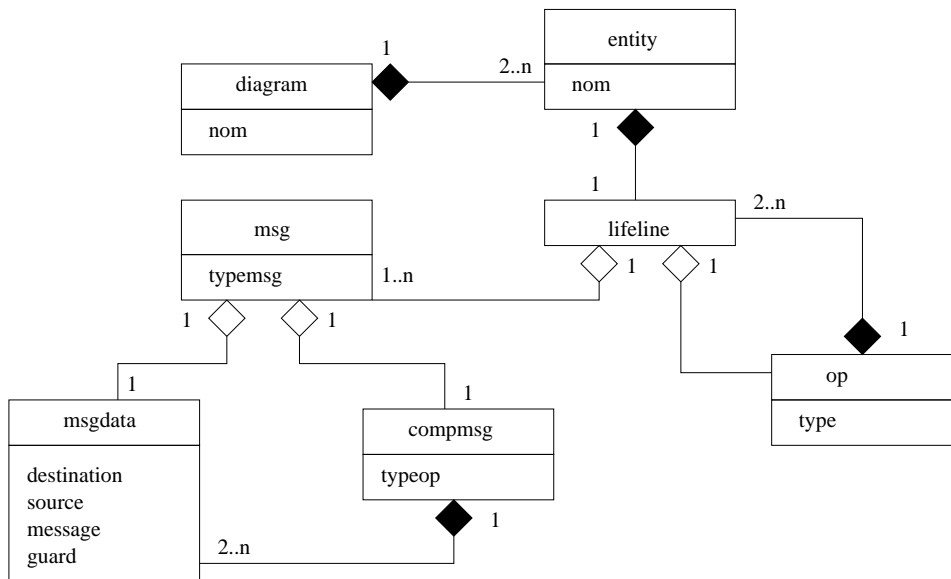 entity
nom
1
2..n
diagram
nom
1
1
lifeline
2..n
msg
typemsg
1..n
1
1
1
1
1
op
type
1
msgdata
destination
source
message
guard
1
compmsg
typeop
1
2..n